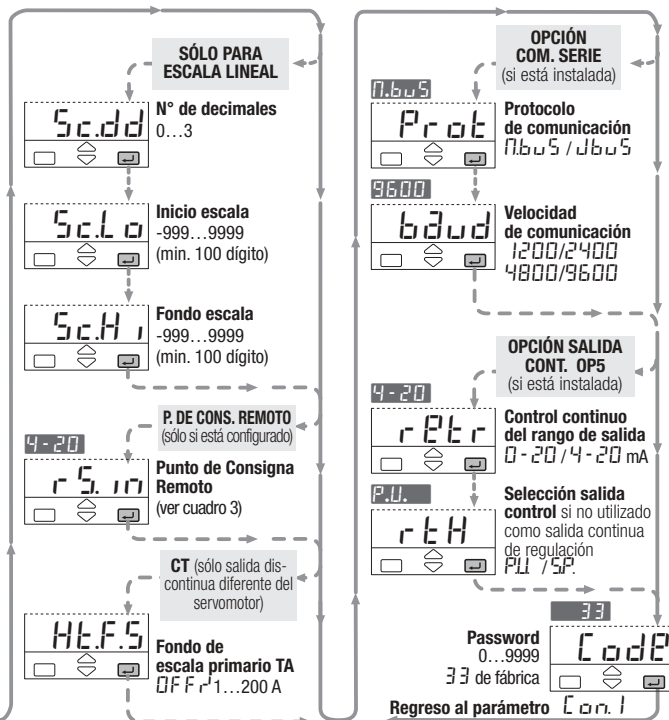 SÓLO PARA
ESCALA LINEAL
Sc.dd
N° de decimales
0…3
Sc.Lo
Inicio escala
-999…9999
(min. 100 dígito)
Sc.Hi
Fondo escala
-999…9999
(min. 100 dígito)
P. DE CONS. REMOTO
(sólo si está configurado)
4-20
rS.in
Punto de Consigna
Remoto
(ver cuadro 3)
CT (sólo salida dis-
continua diferente del
servomotor)
Ht.F.S
Fondo de
escala primario TA
OFF/1…200 A
OPCIÓN
COM. SERIE
(si está instalada)
M.buS
Prot
Protocolo
de comunicación
M.buS / JbuS
9600
baud
Velocidad
de comunicación
1200/2400
4800/9600
OPCIÓN SALIDA
CONT. OP5
(si está instalada)
4-20
rEtr
Control continuo
del rango de salida
0-20 / 4-20 mA
P.U.
rtH
Selección salida
control si no utilizado
como salida continua
de regulación
P.U. / S.P.
33
Code
Password
0…9999
33 de fábrica
Regreso al parámetro Con.1